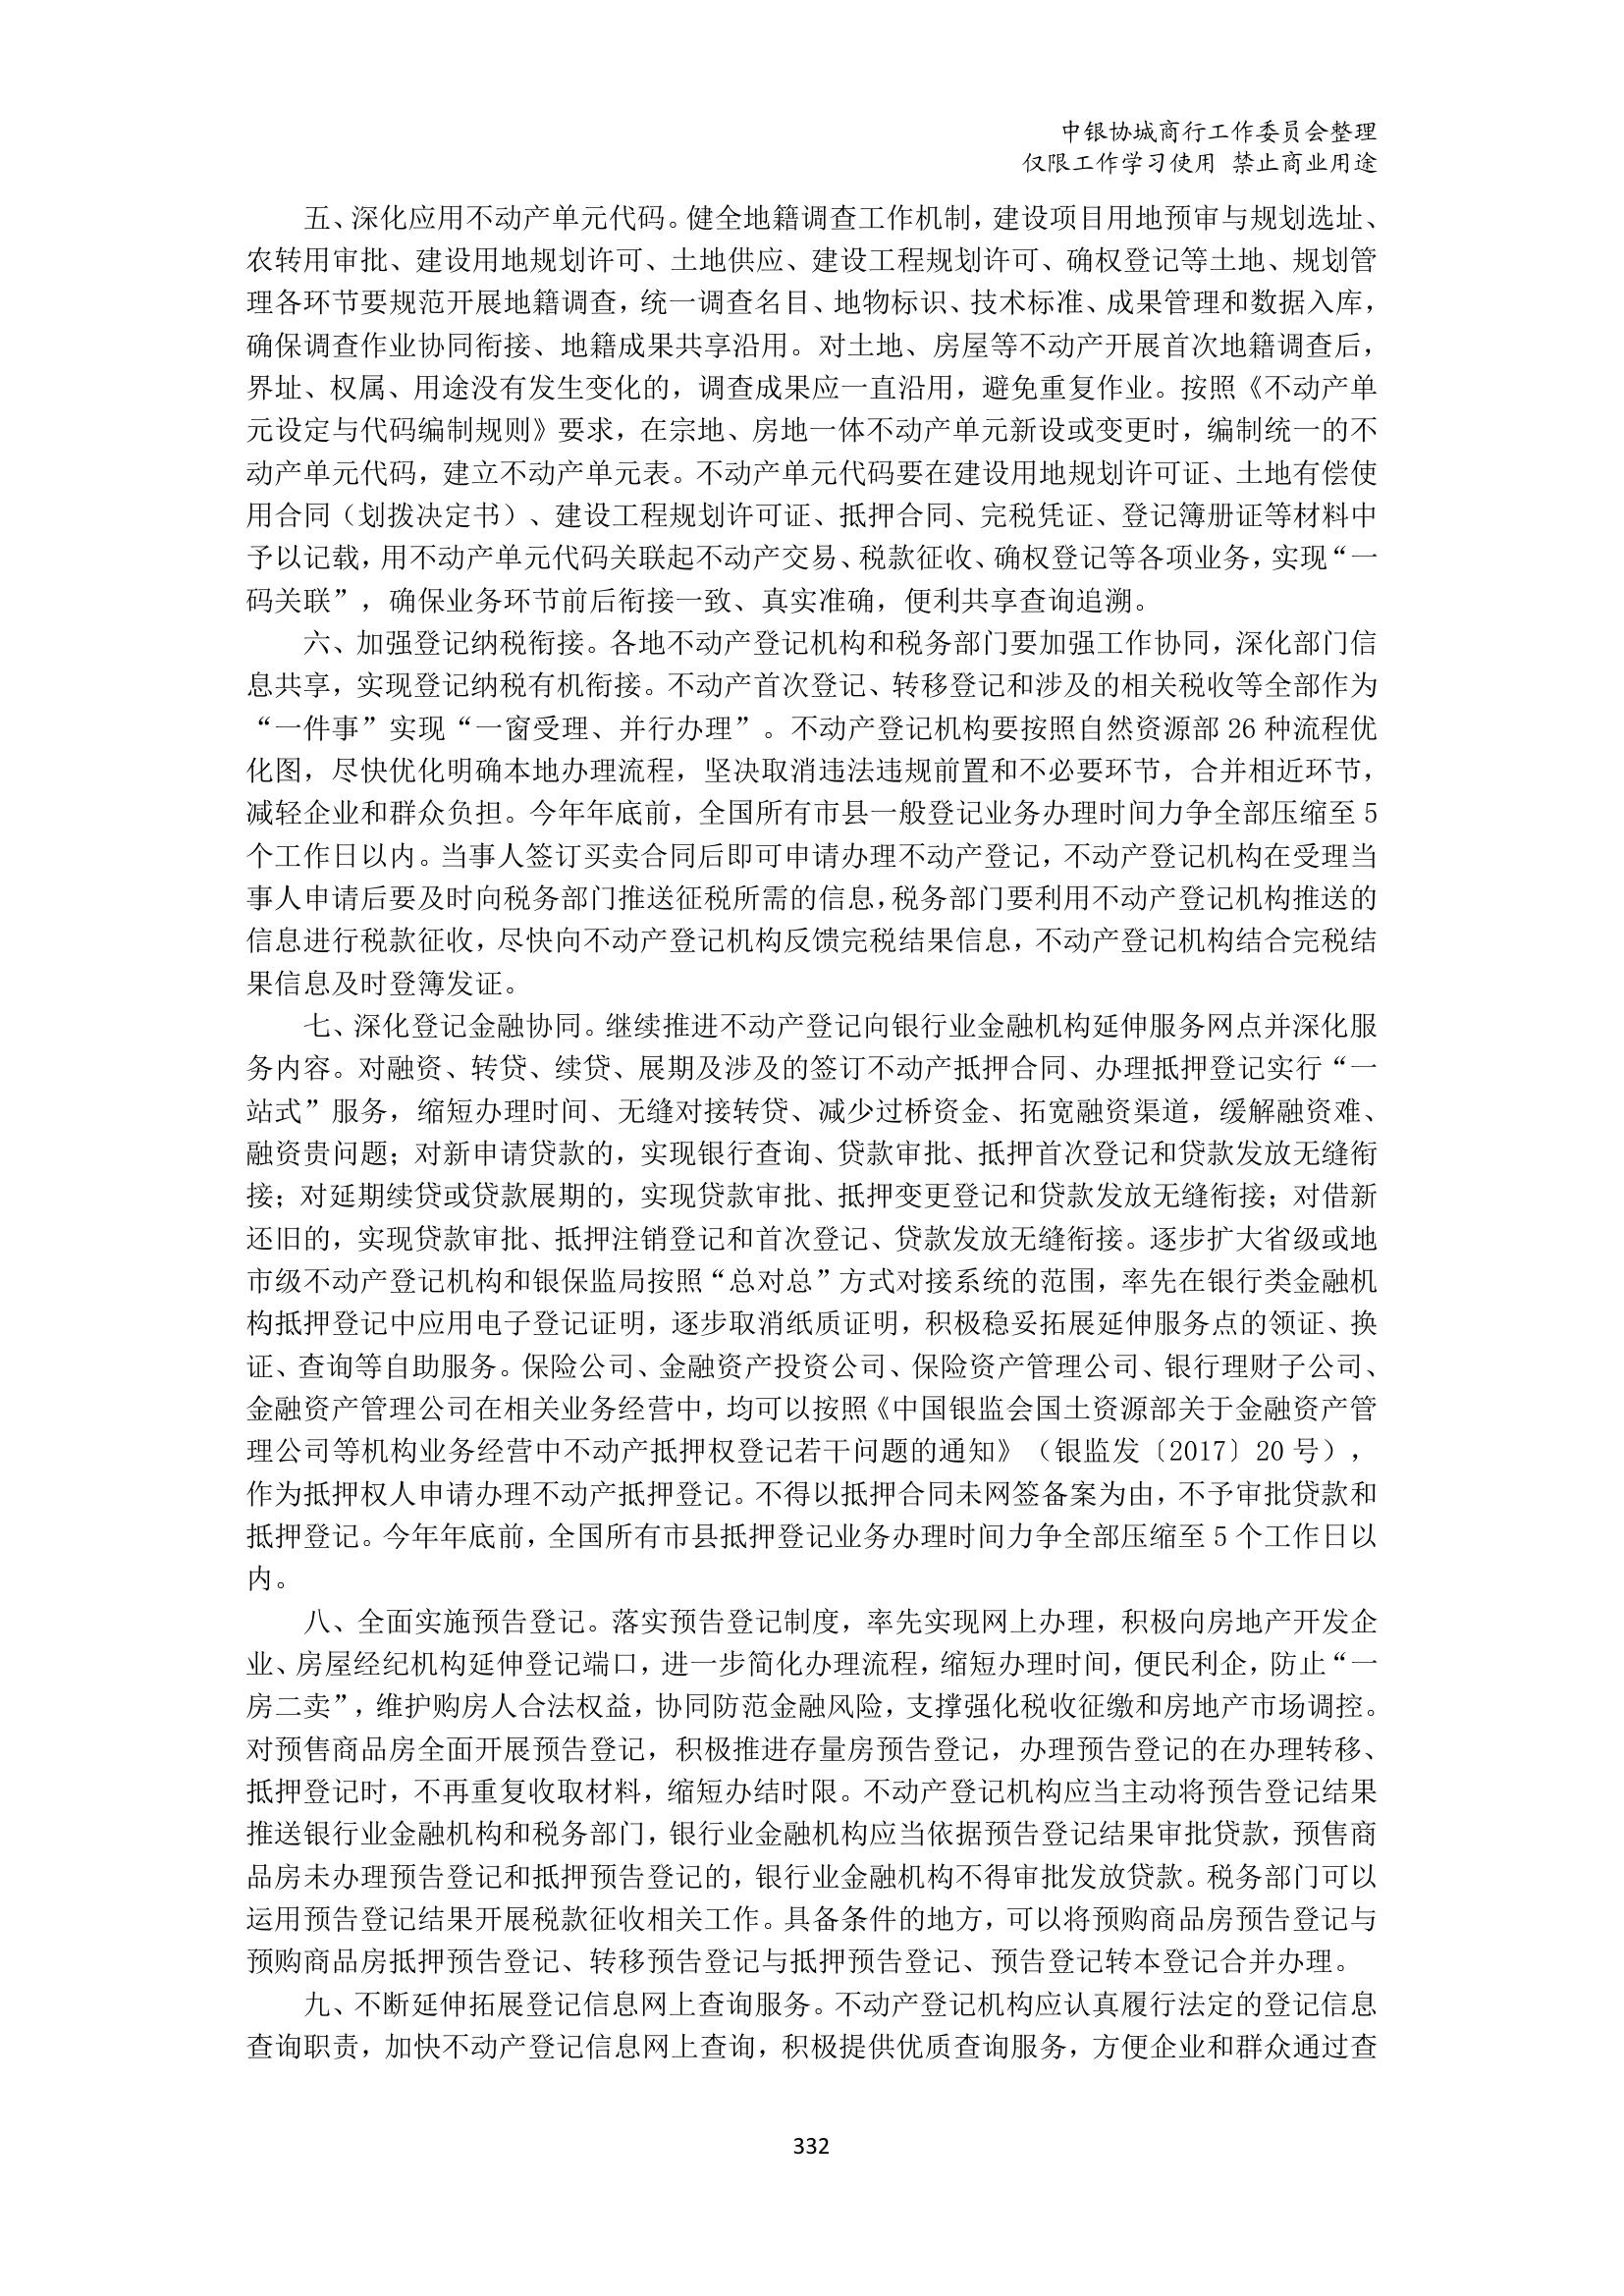 中银协城商行工作委员会整理
仅限工作学习使用 禁止商业用途
五、深化应用不动产单元代码。健全地籍调查工作机制，建设项目用地预审与规划选址、
农转用审批、建设用地规划许可、土地供应、建设工程规划许可、确权登记等土地、规划管
理各环节要规范开展地籍调查，统一调查名目、地物标识、技术标准、成果管理和数据入库，
确保调查作业协同衔接、地籍成果共享沿用。对土地、房屋等不动产开展首次地籍调查后，
界址、权属、用途没有发生变化的，调查成果应一直沿用，避免重复作业。按照《不动产单
元设定与代码编制规则》要求，在宗地、房地一体不动产单元新设或变更时，编制统一的不
动产单元代码，建立不动产单元表。不动产单元代码要在建设用地规划许可证、土地有偿使
用合同（划拨决定书）、建设工程规划许可证、抵押合同、完税凭证、登记簿册证等材料中
予以记载，用不动产单元代码关联起不动产交易、税款征收、确权登记等各项业务，实现“一
码关联”，确保业务环节前后衔接一致、真实准确，便利共享查询追溯。
六、加强登记纳税衔接。各地不动产登记机构和税务部门要加强工作协同，深化部门信
息共享，实现登记纳税有机衔接。不动产首次登记、转移登记和涉及的相关税收等全部作为
“一件事”实现“一窗受理、并行办理”。不动产登记机构要按照自然资源部 26 种流程优
化图，尽快优化明确本地办理流程，坚决取消违法违规前置和不必要环节，合并相近环节，
减轻企业和群众负担。今年年底前，全国所有市县一般登记业务办理时间力争全部压缩至 5
个工作日以内。当事人签订买卖合同后即可申请办理不动产登记，不动产登记机构在受理当
事人申请后要及时向税务部门推送征税所需的信息，税务部门要利用不动产登记机构推送的
信息进行税款征收，尽快向不动产登记机构反馈完税结果信息，不动产登记机构结合完税结
果信息及时登簿发证。
七、深化登记金融协同。继续推进不动产登记向银行业金融机构延伸服务网点并深化服
务内容。对融资、转贷、续贷、展期及涉及的签订不动产抵押合同、办理抵押登记实行“一
站式”服务，缩短办理时间、无缝对接转贷、减少过桥资金、拓宽融资渠道，缓解融资难、
融资贵问题；对新申请贷款的，实现银行查询、贷款审批、抵押首次登记和贷款发放无缝衔
接；对延期续贷或贷款展期的，实现贷款审批、抵押变更登记和贷款发放无缝衔接；对借新
还旧的，实现贷款审批、抵押注销登记和首次登记、贷款发放无缝衔接。逐步扩大省级或地
市级不动产登记机构和银保监局按照“总对总”方式对接系统的范围，率先在银行类金融机
构抵押登记中应用电子登记证明，逐步取消纸质证明，积极稳妥拓展延伸服务点的领证、换
证、查询等自助服务。保险公司、金融资产投资公司、保险资产管理公司、银行理财子公司、
金融资产管理公司在相关业务经营中，均可以按照《中国银监会国土资源部关于金融资产管
理公司等机构业务经营中不动产抵押权登记若干问题的通知》（银监发〔2017〕20 号），
作为抵押权人申请办理不动产抵押登记。不得以抵押合同未网签备案为由，不予审批贷款和
抵押登记。今年年底前，全国所有市县抵押登记业务办理时间力争全部压缩至 5 个工作日以
内。
八、全面实施预告登记。落实预告登记制度，率先实现网上办理，积极向房地产开发企
业、房屋经纪机构延伸登记端口，进一步简化办理流程，缩短办理时间，便民利企，防止“一
房二卖”，维护购房人合法权益，协同防范金融风险，支撑强化税收征缴和房地产市场调控。
对预售商品房全面开展预告登记，积极推进存量房预告登记，办理预告登记的在办理转移、
抵押登记时，不再重复收取材料，缩短办结时限。不动产登记机构应当主动将预告登记结果
推送银行业金融机构和税务部门，银行业金融机构应当依据预告登记结果审批贷款，预售商
品房未办理预告登记和抵押预告登记的，银行业金融机构不得审批发放贷款。税务部门可以
运用预告登记结果开展税款征收相关工作。具备条件的地方，可以将预购商品房预告登记与
预购商品房抵押预告登记、转移预告登记与抵押预告登记、预告登记转本登记合并办理。
九、不断延伸拓展登记信息网上查询服务。不动产登记机构应认真履行法定的登记信息
查询职责，加快不动产登记信息网上查询，积极提供优质查询服务，方便企业和群众通过查
332